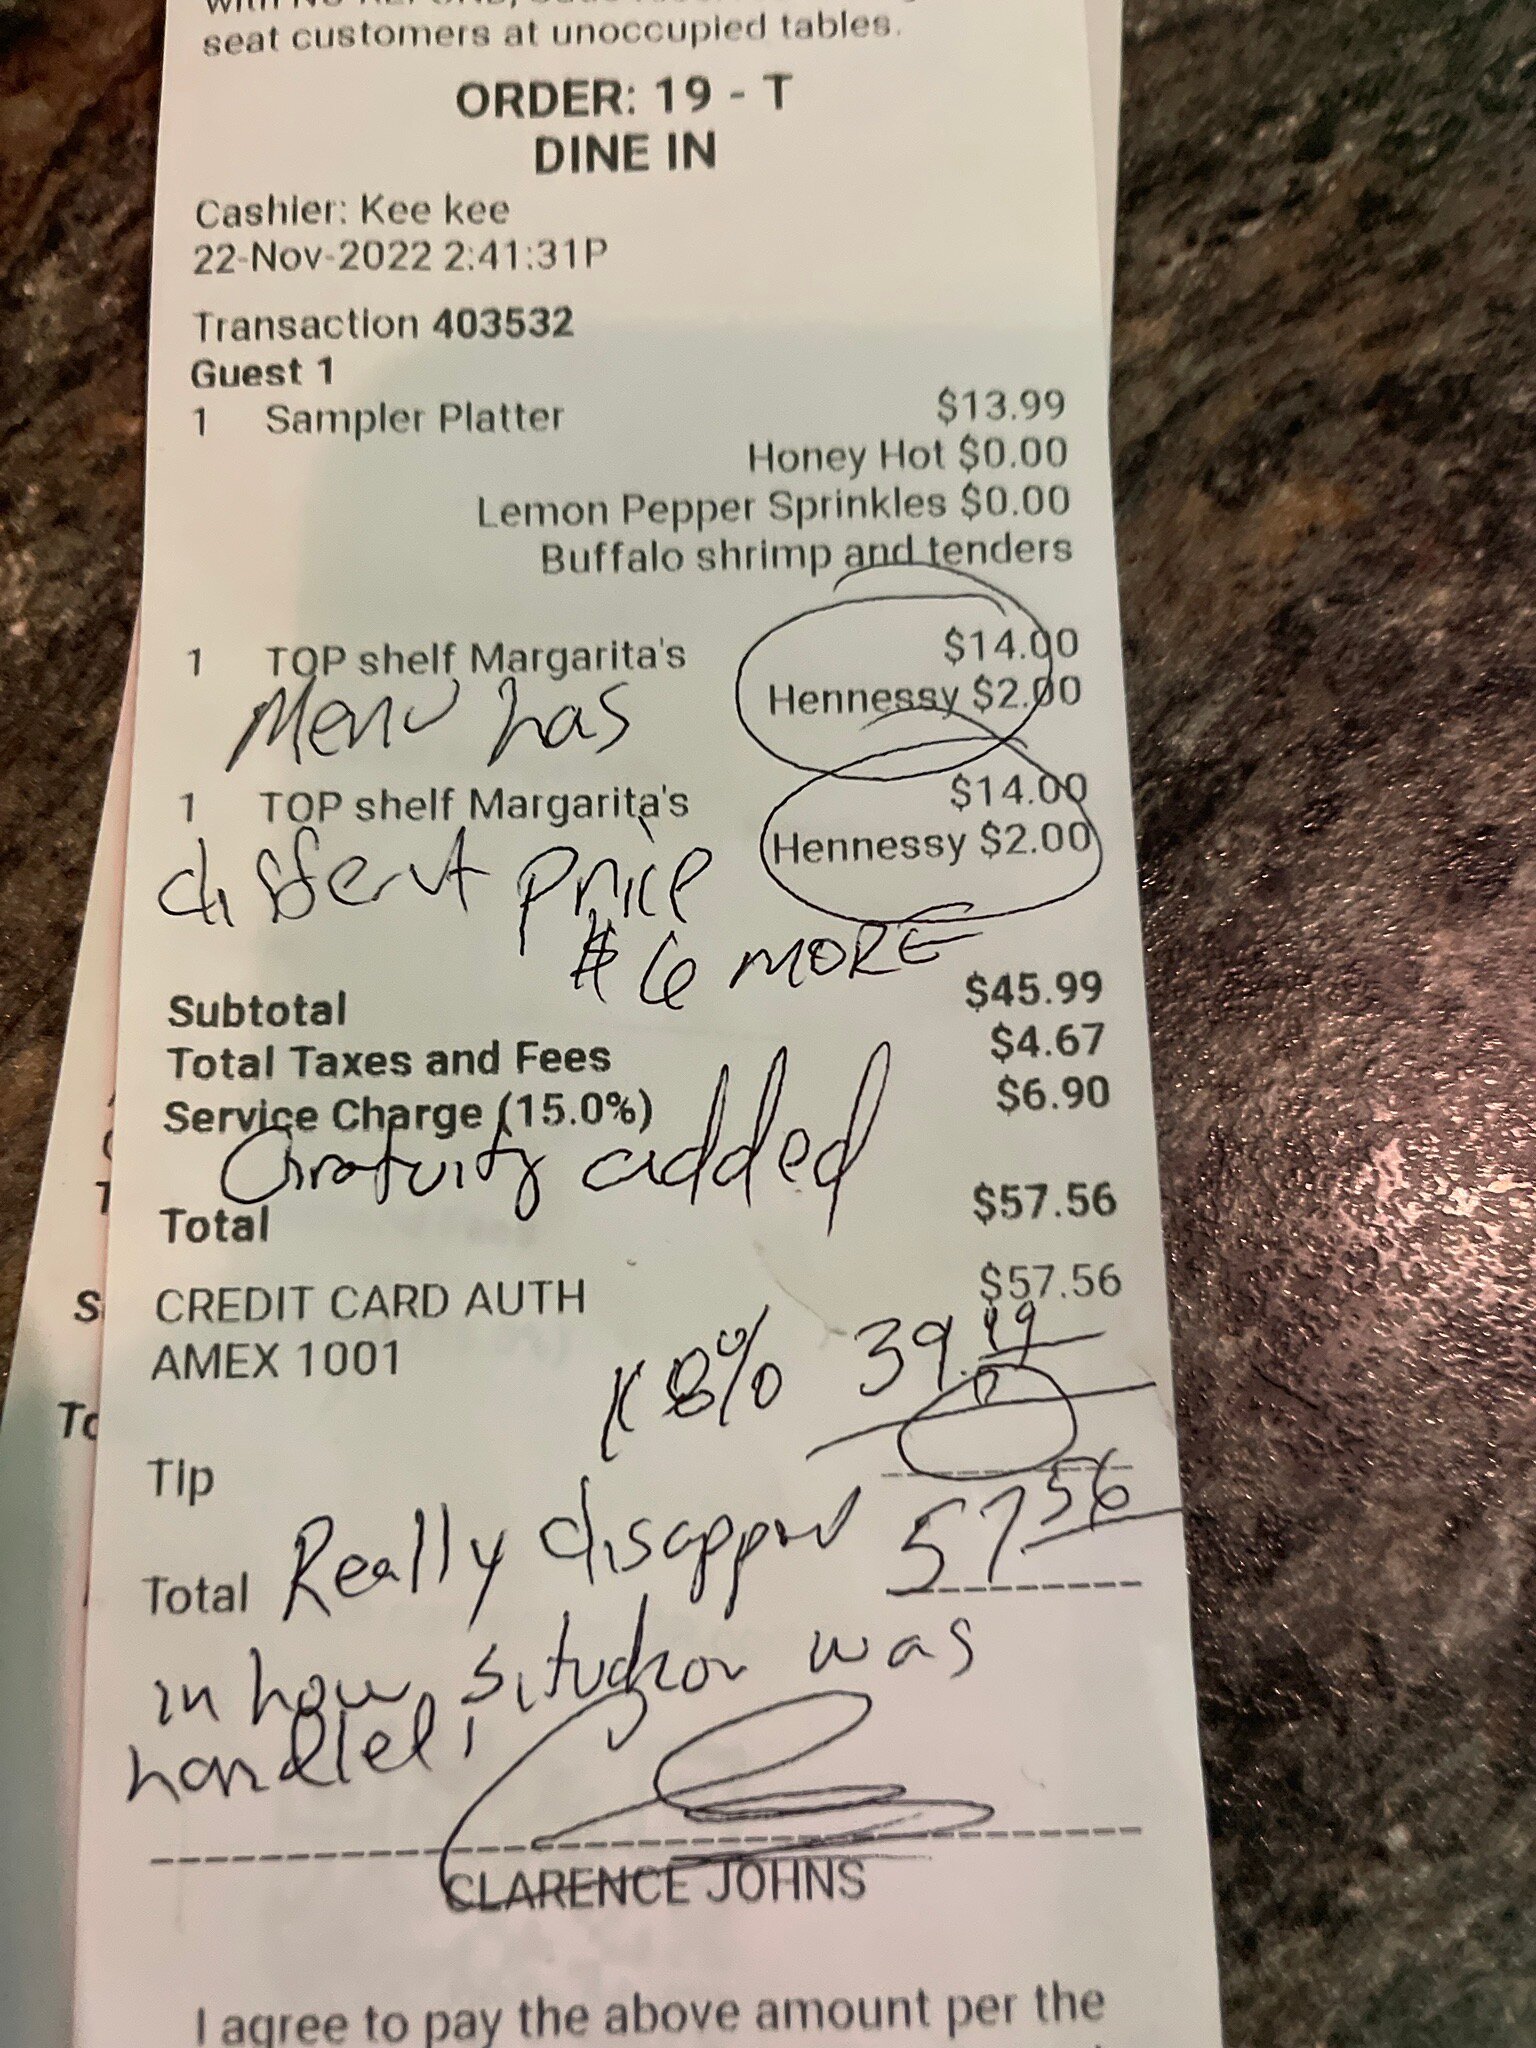 seat customers at unoccupied tables.
ORDER: 19 - T
DINE IN
Cashier: Kee kee
22-Nov-2022 2:41:31P
Transaction 403532
Guest 1
1 Sampler Platter $13.99
Honey Hot $0.00
Lemon Pepper Sprinkles $0.00
Buffalo shrimp and tenders
1 TOP shelf Margarita's $14.00
Hennessy $2.00
Menu has
1 TOP shelf Margarita's $14.00
Hennessy $2.00
different price
$6 MORE
Subtotal $45.99
Total Taxes and Fees $4.67
Service Charge (15.0%) $6.90
Gratuity added
Total $57.56
CREDIT CARD AUTH $57.56
AMEX 1001
8% 39.49
Tip
Total Really 57.56
in how situation was
handled,
CLARENCE JOHNS
I agree to pay the above amount per the